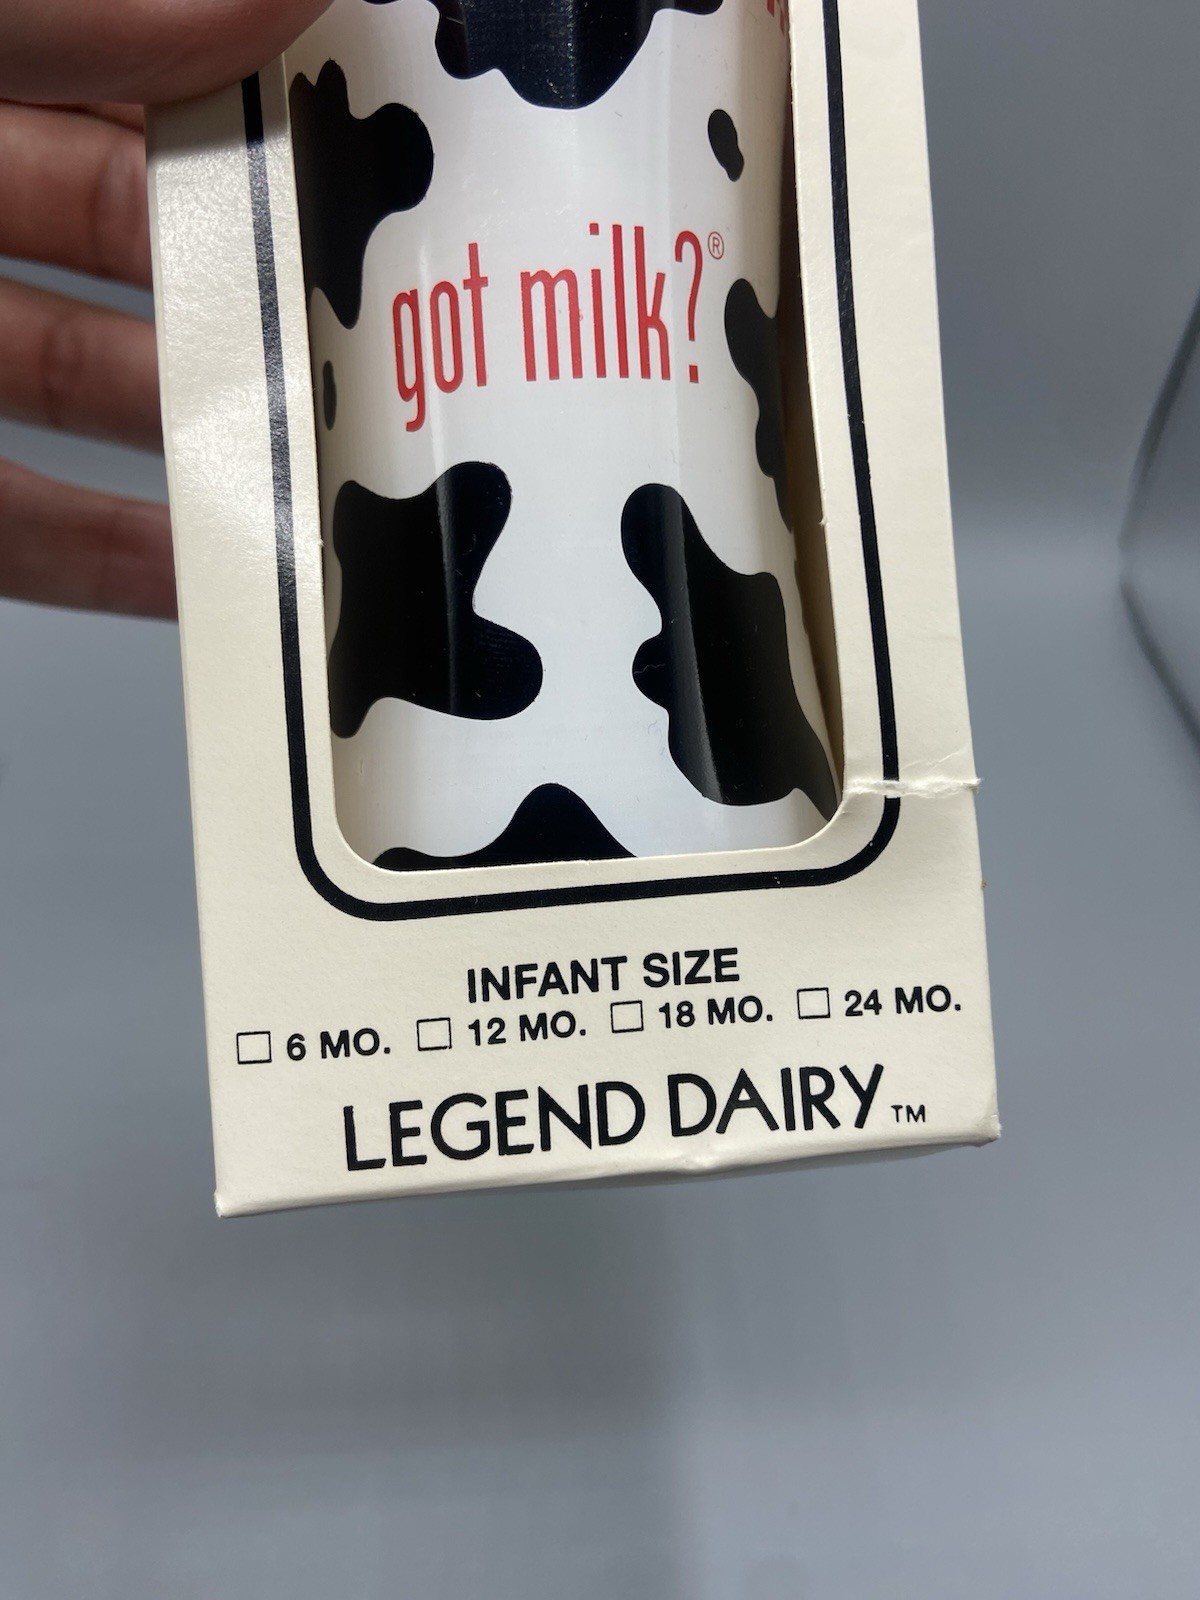 got milk?®
INFANT SIZE
☐ 6 MO. ☐ 12 MO. ☐ 18 MO. ☐ 24 MO.
LEGEND DAIRY™